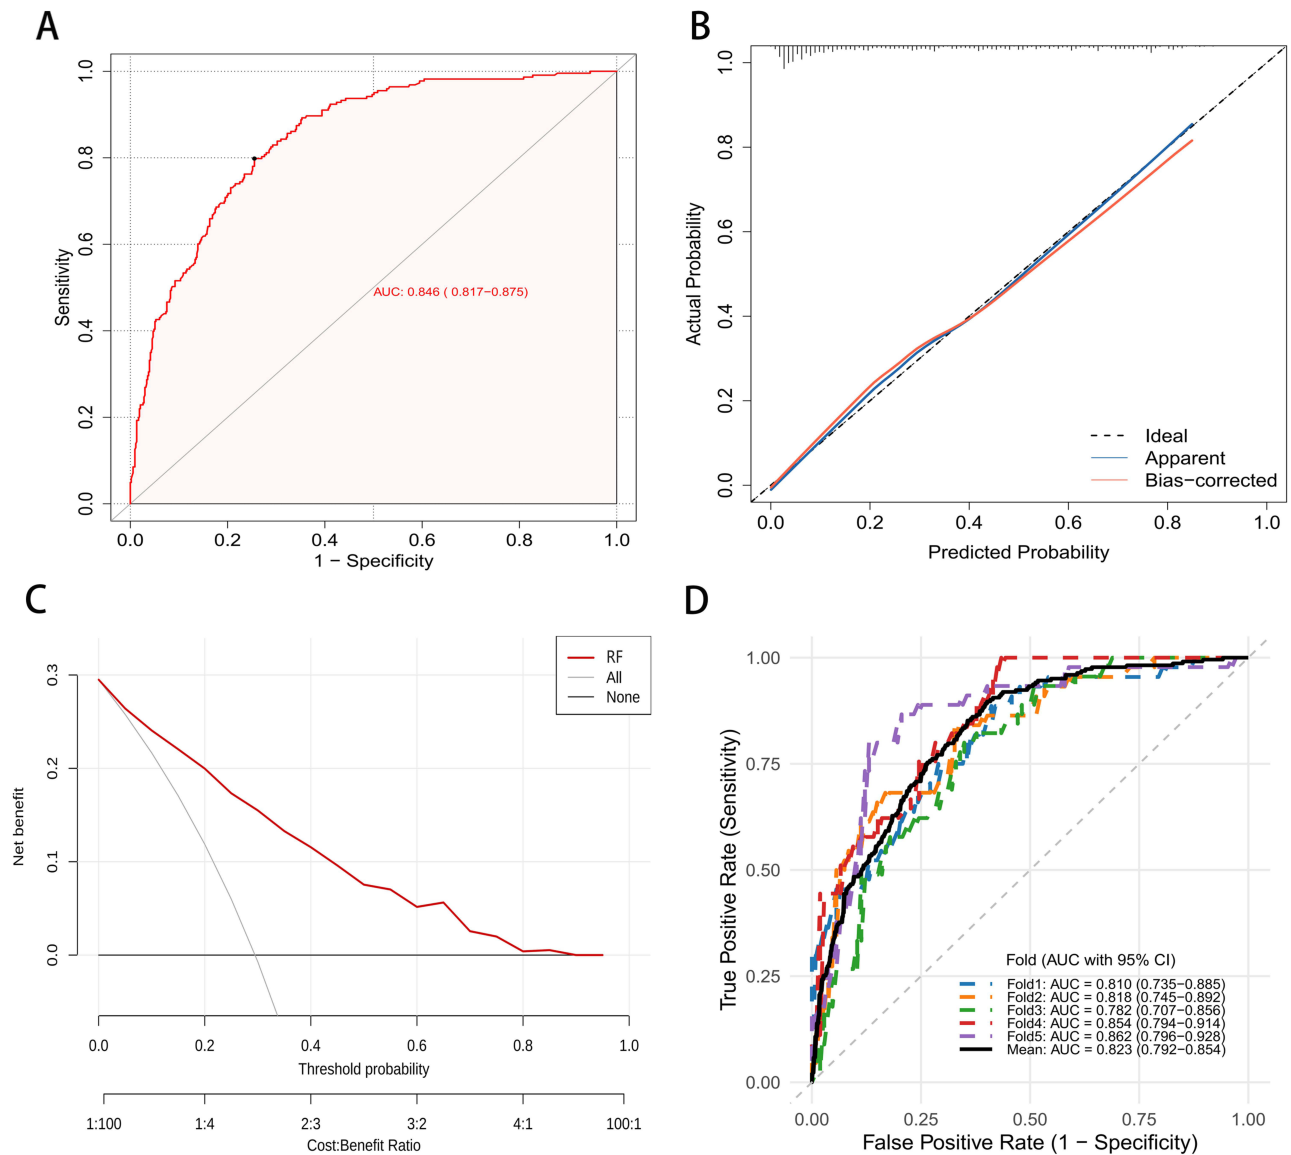 A
1.0
0.8
0.6
0.4
0.2
0.0
Sensitivity
AUC: 0.846 ( 0.817−0.875)
0.0 0.2 0.4 0.6 0.8 1.0
1 − Specificity
B
1.0
0.8
0.6
0.4
0.2
0.0
Actual Probability
Ideal
Apparent
Bias−corrected
0.0 0.2 0.4 0.6 0.8 1.0
Predicted Probability
C
0.3
0.2
0.1
0.0
Net benefit
RF
All
None
0.0 0.2 0.4 0.6 0.8 1.0
Threshold probability
1:100 1:4 2:3 3:2 4:1 100:1
Cost:Benefit Ratio
D
1.00
0.75
0.50
0.25
0.00
True Positive Rate (Sensitivity)
Fold (AUC with 95% CI)
Fold1: AUC = 0.810 (0.735−0.885)
Fold2: AUC = 0.818 (0.745−0.892)
Fold3: AUC = 0.782 (0.707−0.856)
Fold4: AUC = 0.854 (0.794−0.914)
Fold5: AUC = 0.862 (0.796−0.928)
Mean: AUC = 0.823 (0.792−0.854)
0.00 0.25 0.50 0.75 1.00
False Positive Rate (1 − Specificity)